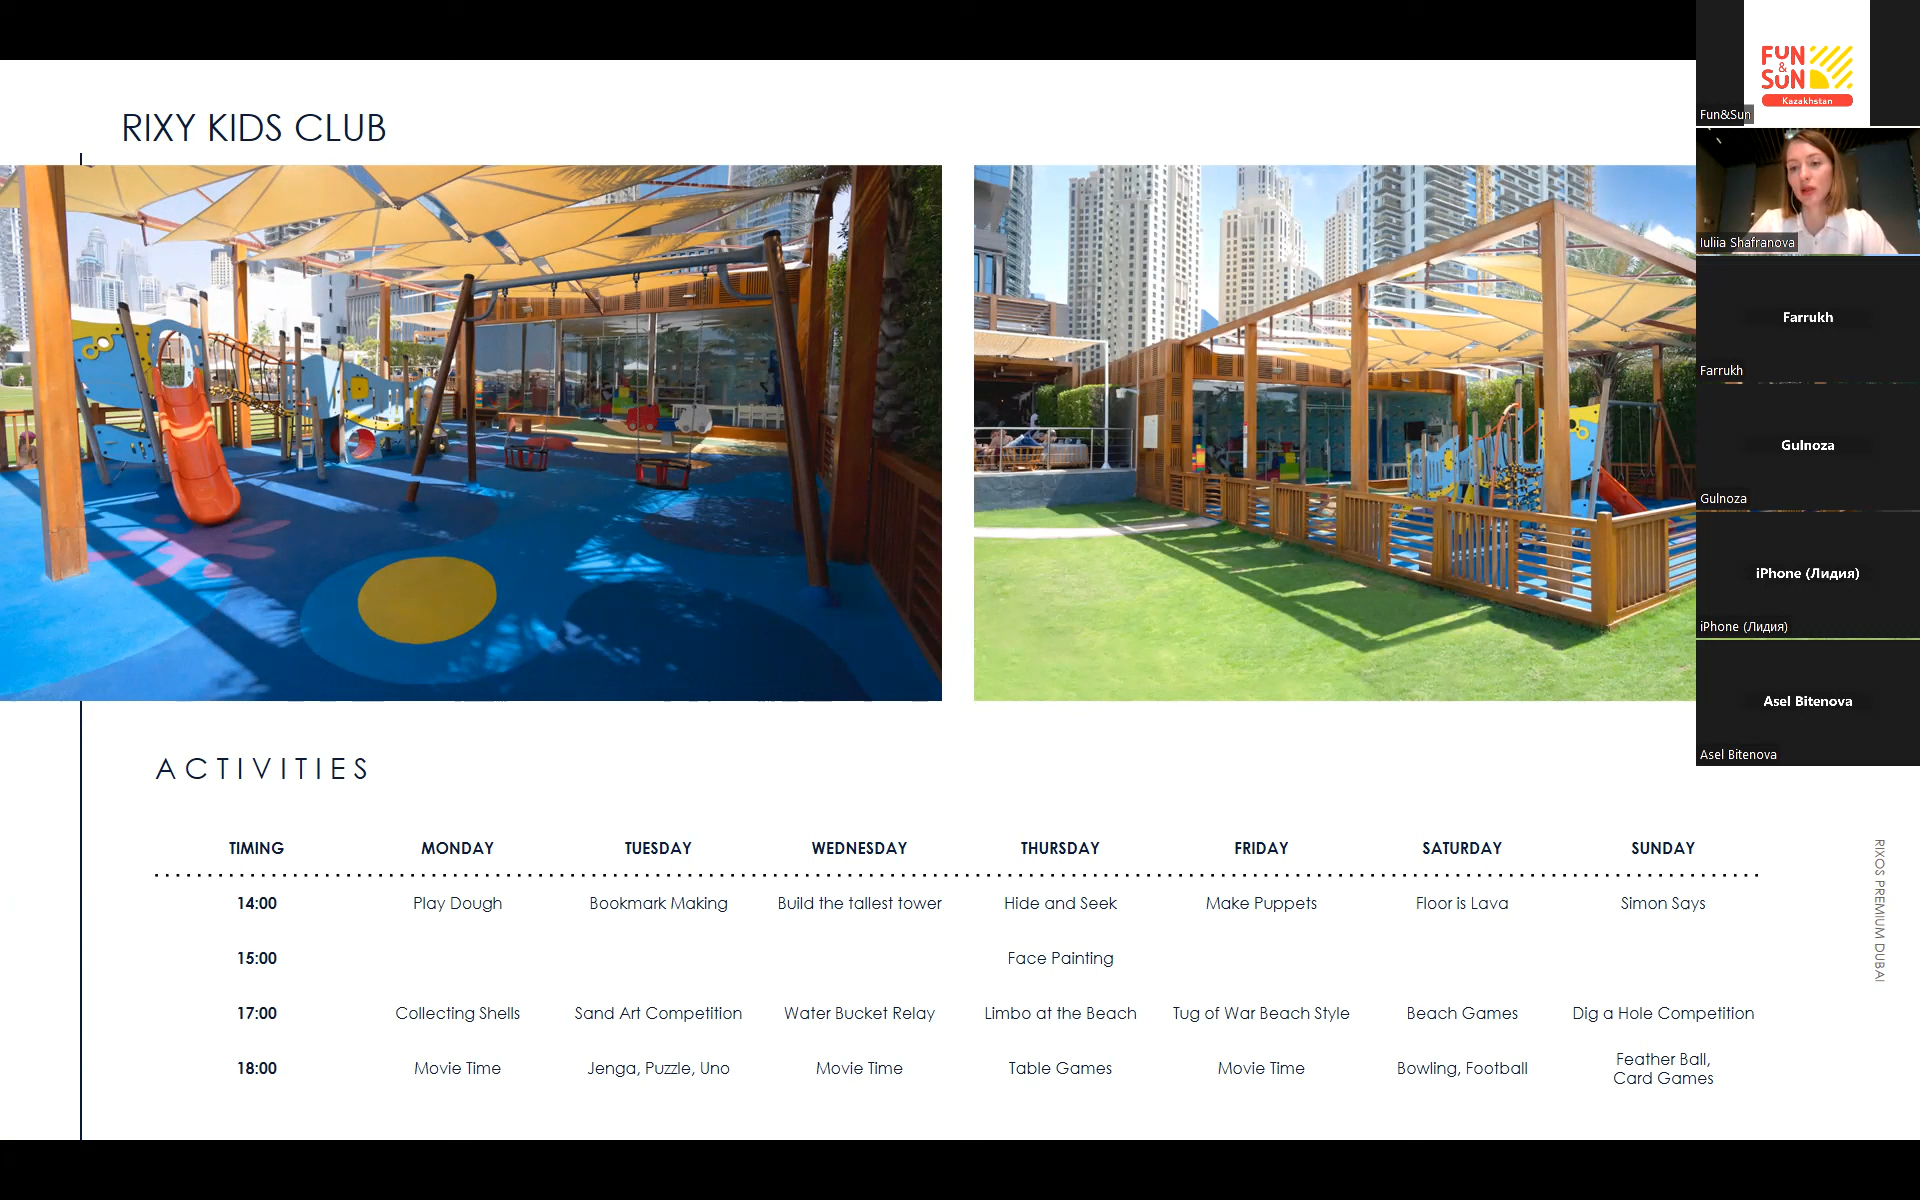 RIXY KIDS CLUB
ACTIVITIES
TIMING MONDAY TUESDAY WEDNESDAY THURSDAY FRIDAY SATURDAY SUNDAY
14:00 Play Dough Bookmark Making Build the tallest tower Hide and Seek Make Puppets Floor is Lava Simon Says
15:00 Face Painting
17:00 Collecting Shells Sand Art Competition Water Bucket Relay Limbo at the Beach Tug of War Beach Style Beach Games Dig a Hole Competition
18:00 Movie Time Jenga, Puzzle, Uno Movie Time Table Games Movie Time Bowling, Football Feather Ball,
Card Games
RIXOS PREMIUM DUBAI
FUN
&
SUN
Kazakhstan
Fun&Sun
Iuliia Shafranova
Farrukh
Farrukh
Gulnoza
Gulnoza
iPhone (Лидия)
iPhone (Лидия)
Asel Bitenova
Asel Bitenova